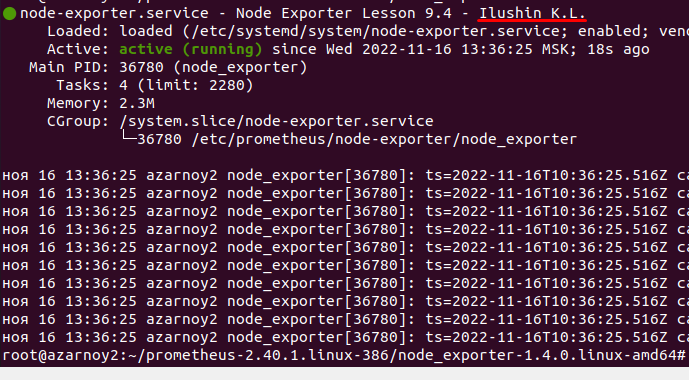 ● node-exporter.service - Node Exporter Lesson 9.4 - Ilushin K.L.
Loaded: loaded (/etc/systemd/system/node-exporter.service; enabled; vend
Active: active (running) since Wed 2022-11-16 13:36:25 MSK; 18s ago
Main PID: 36780 (node_exporter)
Tasks: 4 (limit: 2280)
Memory: 2.3M
CGroup: /system.slice/node-exporter.service
└─36780 /etc/prometheus/node-exporter/node_exporter
ноя 16 13:36:25 azarnoy2 node_exporter[36780]: ts=2022-11-16T10:36:25.516Z ca
ноя 16 13:36:25 azarnoy2 node_exporter[36780]: ts=2022-11-16T10:36:25.516Z ca
ноя 16 13:36:25 azarnoy2 node_exporter[36780]: ts=2022-11-16T10:36:25.516Z ca
ноя 16 13:36:25 azarnoy2 node_exporter[36780]: ts=2022-11-16T10:36:25.516Z ca
ноя 16 13:36:25 azarnoy2 node_exporter[36780]: ts=2022-11-16T10:36:25.516Z ca
ноя 16 13:36:25 azarnoy2 node_exporter[36780]: ts=2022-11-16T10:36:25.516Z ca
ноя 16 13:36:25 azarnoy2 node_exporter[36780]: ts=2022-11-16T10:36:25.516Z ca
ноя 16 13:36:25 azarnoy2 node_exporter[36780]: ts=2022-11-16T10:36:25.516Z ca
ноя 16 13:36:25 azarnoy2 node_exporter[36780]: ts=2022-11-16T10:36:25.516Z ca
ноя 16 13:36:25 azarnoy2 node_exporter[36780]: ts=2022-11-16T10:36:25.516Z ca
root@azarnoy2:~/prometheus-2.40.1.linux-386/node_exporter-1.4.0.linux-amd64#